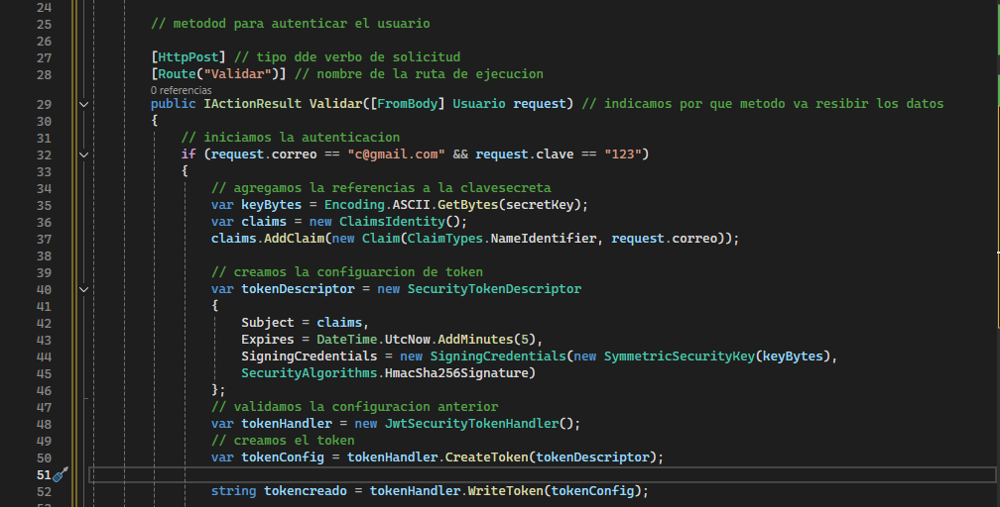 24
25 // metodod para autenticar el usuario
26
27 [HttpPost] // tipo dde verbo de solicitud
28 [Route("Validar")] // nombre de la ruta de ejecucion
0 referencias
29 public IActionResult Validar([FromBody] Usuario request) // indicamos por que metodo va resibir los datos
30 {
31 // iniciamos la autenticacion
32 if (request.correo == "c@gmail.com" && request.clave == "123")
33 {
34 // agregamos la referencias a la clavesecreta
35 var keyBytes = Encoding.ASCII.GetBytes(secretKey);
36 var claims = new ClaimsIdentity();
37 claims.AddClaim(new Claim(ClaimTypes.NameIdentifier, request.correo));
38
39 // creamos la configuarcion de token
40 var tokenDescriptor = new SecurityTokenDescriptor
41 {
42 Subject = claims,
43 Expires = DateTime.UtcNow.AddMinutes(5),
44 SigningCredentials = new SigningCredentials(new SymmetricSecurityKey(keyBytes),
45 SecurityAlgorithms.HmacSha256Signature)
46 };
47 // validamos la configuracion anterior
48 var tokenHandler = new JwtSecurityTokenHandler();
49 // creamos el token
50 var tokenConfig = tokenHandler.CreateToken(tokenDescriptor);
51
52 string tokencreado = tokenHandler.WriteToken(tokenConfig);